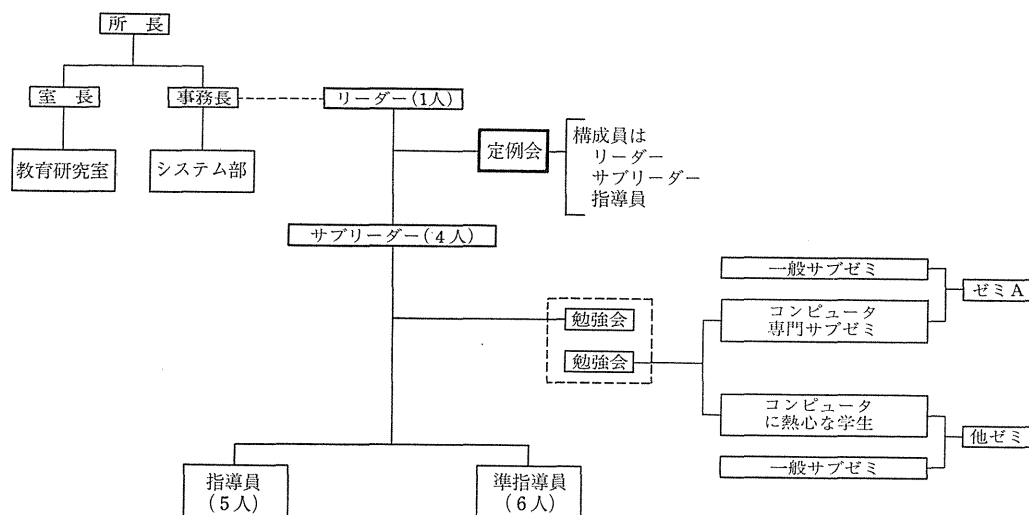 所 長
室 長
事務長
リーダー(1人)
教育研究室
システム部
定例会
構成員は
リーダー
サブリーダー
指導員
サブリーダー(4人)
勉強会
勉強会
一般サブゼミ
コンピュータ
専門サブゼミ
ゼミA
コンピュータ
に熱心な学生
一般サブゼミ
他ゼミ
指導員
(5人)
準指導員
(6人)